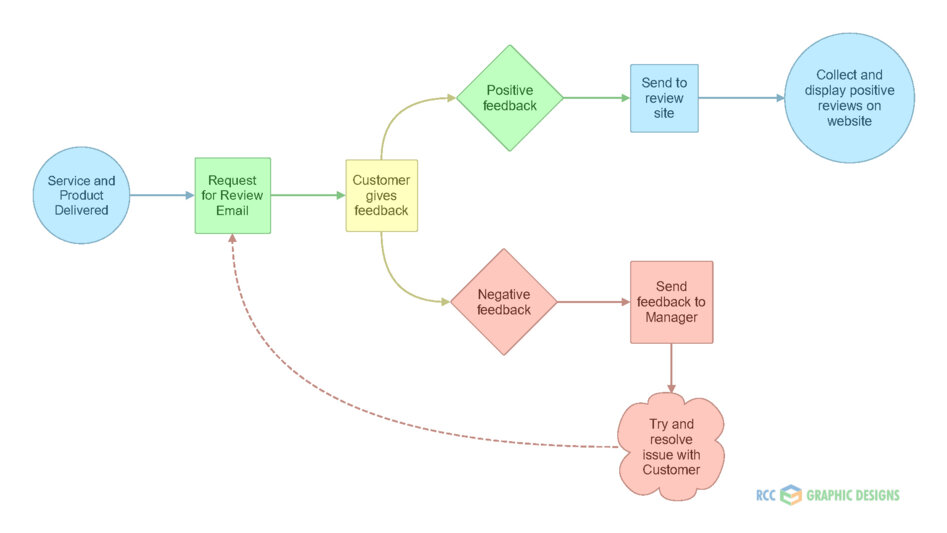 Service and
Product
Delivered
Request
for Review
Email
Customer
gives
feedback
Positive
feedback
Send to
review
site
Collect and
display positive
reviews on
website
Negative
feedback
Send
feedback to
Manager
Try and
resolve
issue with
Customer
RCC GRAPHIC DESIGNS